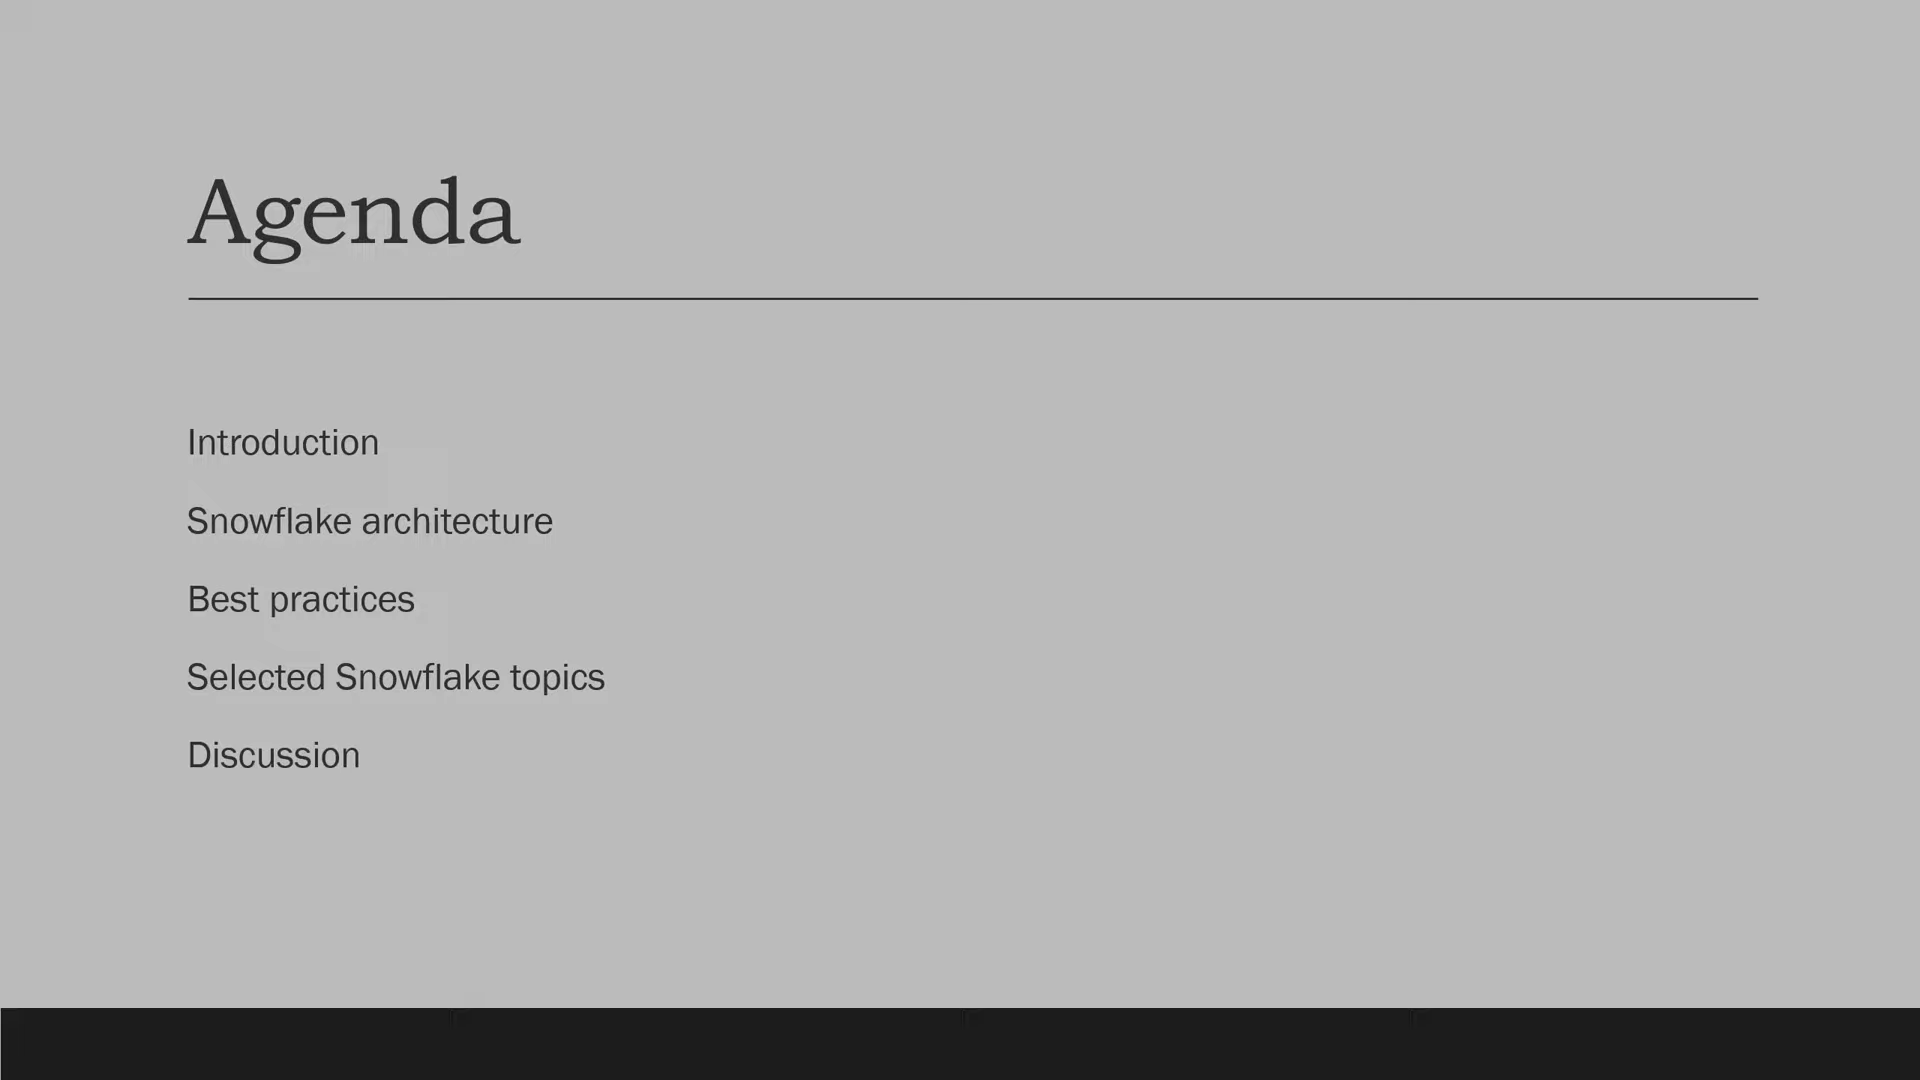 Agenda
Introduction
Snowflake architecture
Best practices
Selected Snowflake topics
Discussion